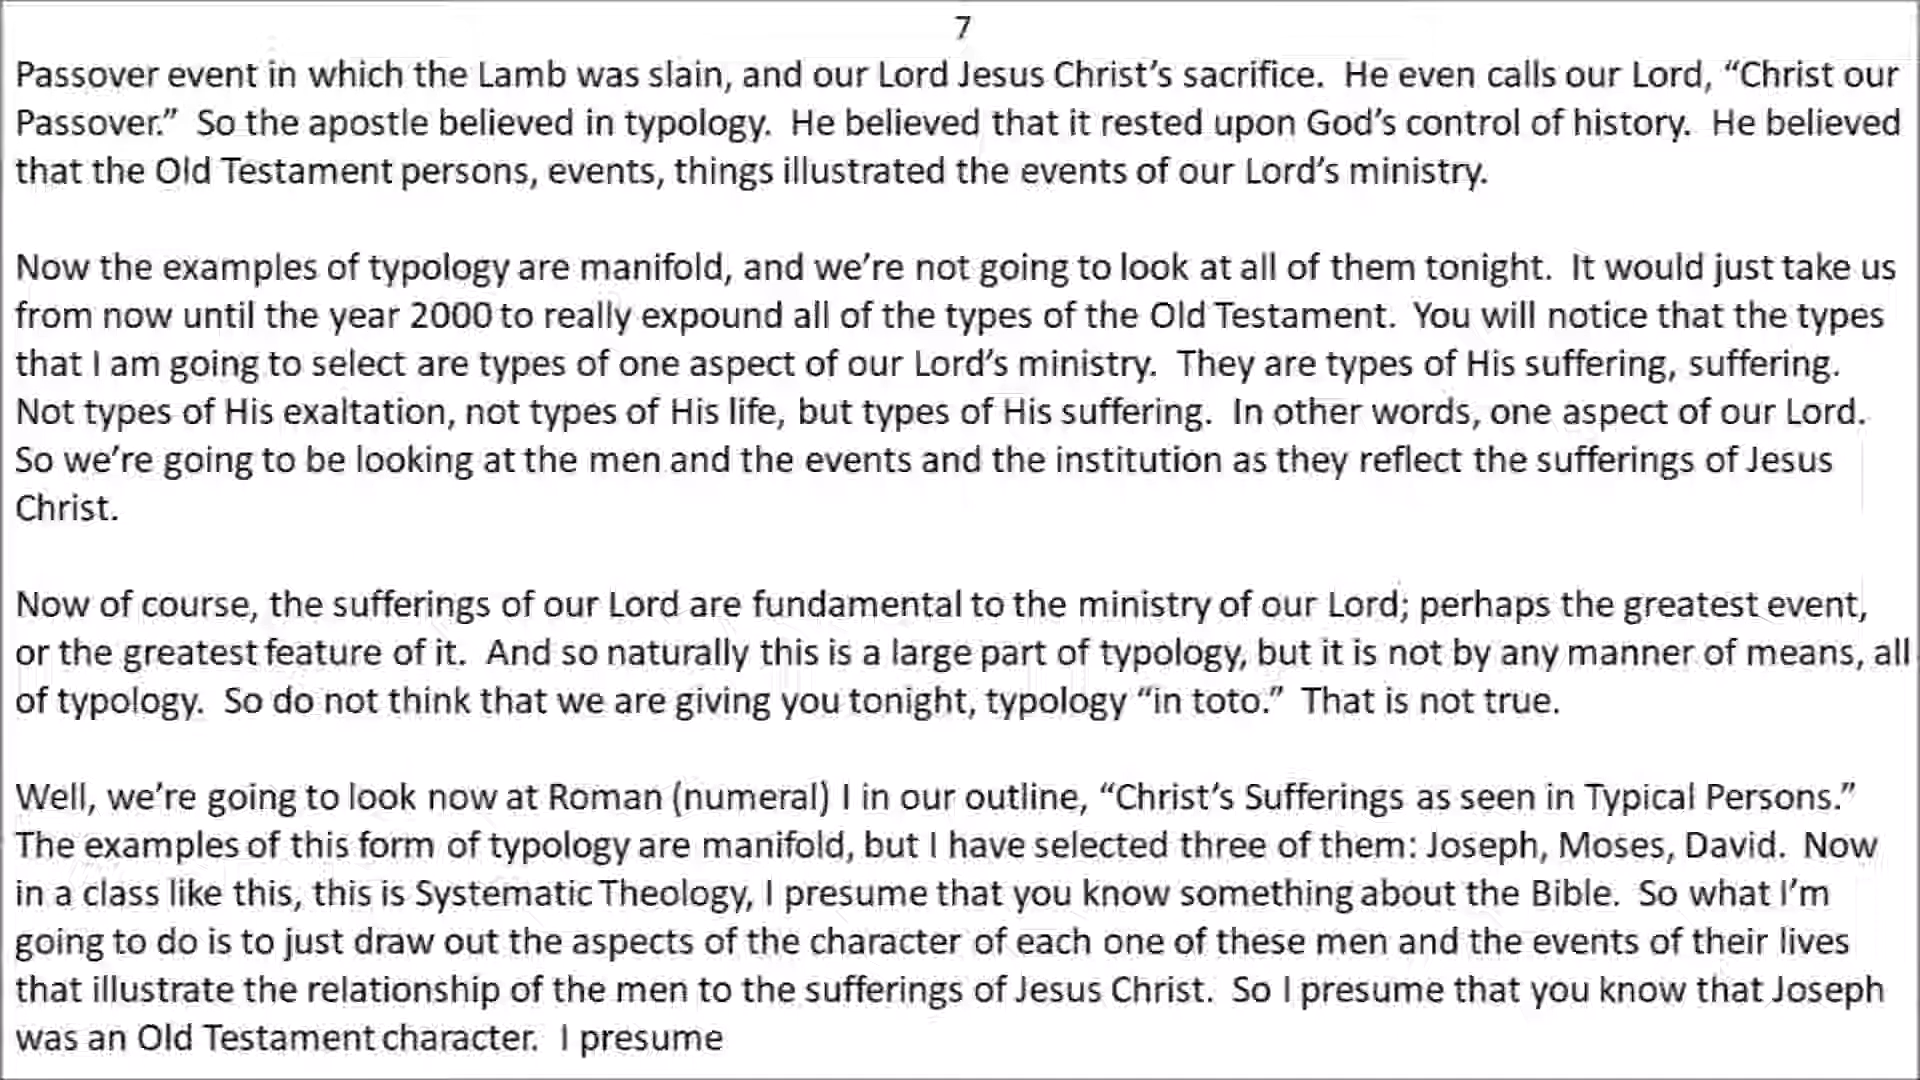 7
Passover event in which the Lamb was slain, and our Lord Jesus Christ’s sacrifice.  He even calls our Lord, “Christ our
Passover.”  So the apostle believed in typology.  He believed that it rested upon God’s control of history.  He believed
that the Old Testament persons, events, things illustrated the events of our Lord’s ministry.
Now the examples of typology are manifold, and we’re not going to look at all of them tonight.  It would just take us
from now until the year 2000 to really expound all of the types of the Old Testament.  You will notice that the types
that I am going to select are types of one aspect of our Lord’s ministry.  They are types of His suffering, suffering.
Not types of His exaltation, not types of His life, but types of His suffering.  In other words, one aspect of our Lord.
So we’re going to be looking at the men and the events and the institution as they reflect the sufferings of Jesus
Christ.
Now of course, the sufferings of our Lord are fundamental to the ministry of our Lord; perhaps the greatest event,
or the greatest feature of it.  And so naturally this is a large part of typology, but it is not by any manner of means, all
of typology.  So do not think that we are giving you tonight, typology “in toto.”  That is not true.
Well, we’re going to look now at Roman (numeral) I in our outline, “Christ’s Sufferings as seen in Typical Persons.”
The examples of this form of typology are manifold, but I have selected three of them: Joseph, Moses, David.  Now
in a class like this, this is Systematic Theology, I presume that you know something about the Bible.  So what I’m
going to do is to just draw out the aspects of the character of each one of these men and the events of their lives
that illustrate the relationship of the men to the sufferings of Jesus Christ.  So I presume that you know that Joseph
was an Old Testament character.  I presume